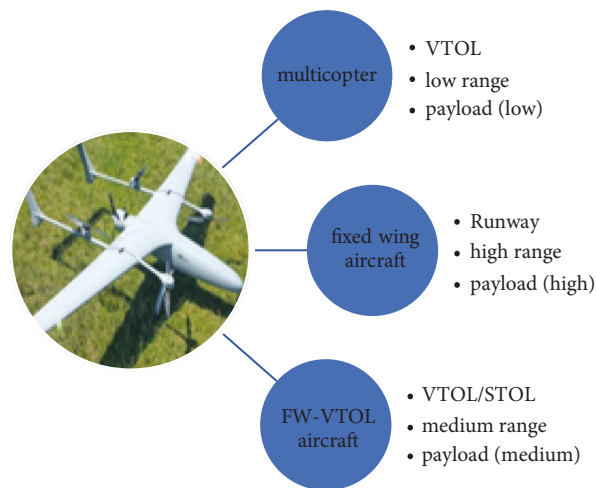 multicopter
• VTOL
• low range
• payload (low)
fixed wing
aircraft
• Runway
• high range
• payload (high)
FW-VTOL
aircraft
• VTOL/STOL
• medium range
• payload (medium)